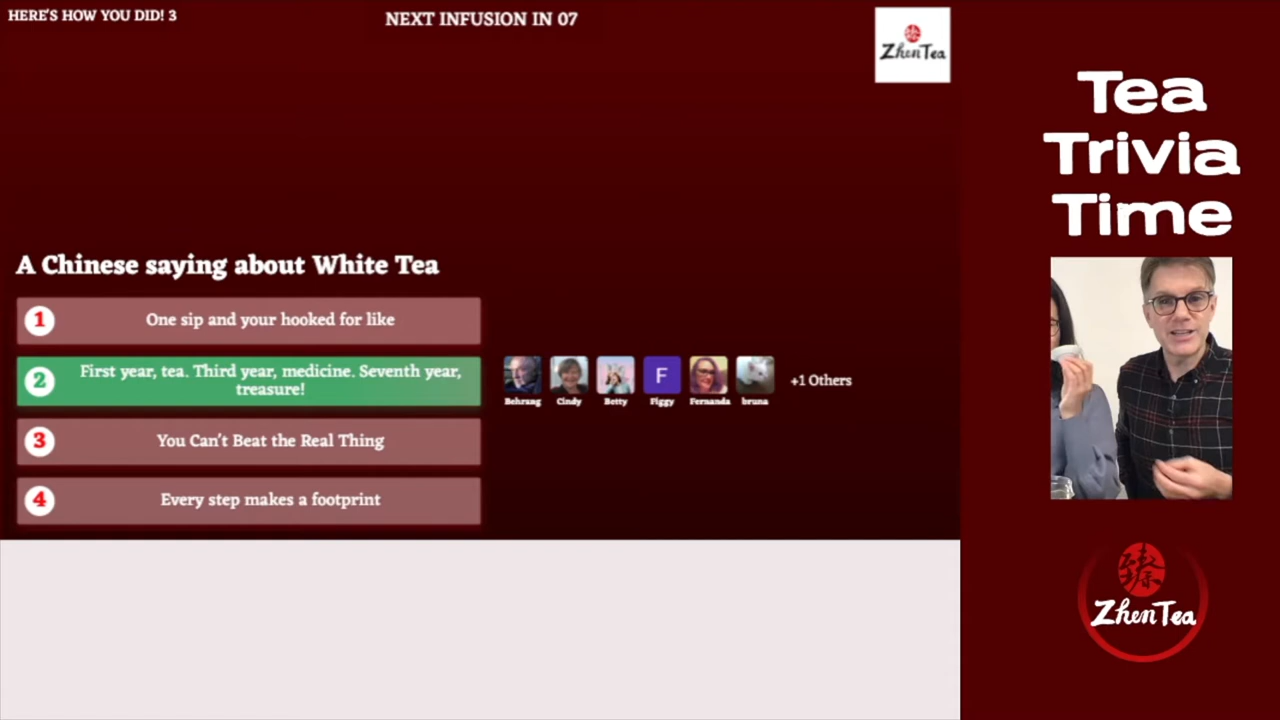 HERE'S HOW YOU DID! 3
NEXT INFUSION IN 07
ZhenTea
Tea
Trivia
Time
A Chinese saying about White Tea
1 One sip and your hooked for like
2 First year, tea. Third year, medicine. Seventh year,
treasure!
F
Behrang Cindy Betty Figgy Fernanda bruna
+1 Others
3 You Can't Beat the Real Thing
4 Every step makes a footprint
臻
ZhenTea